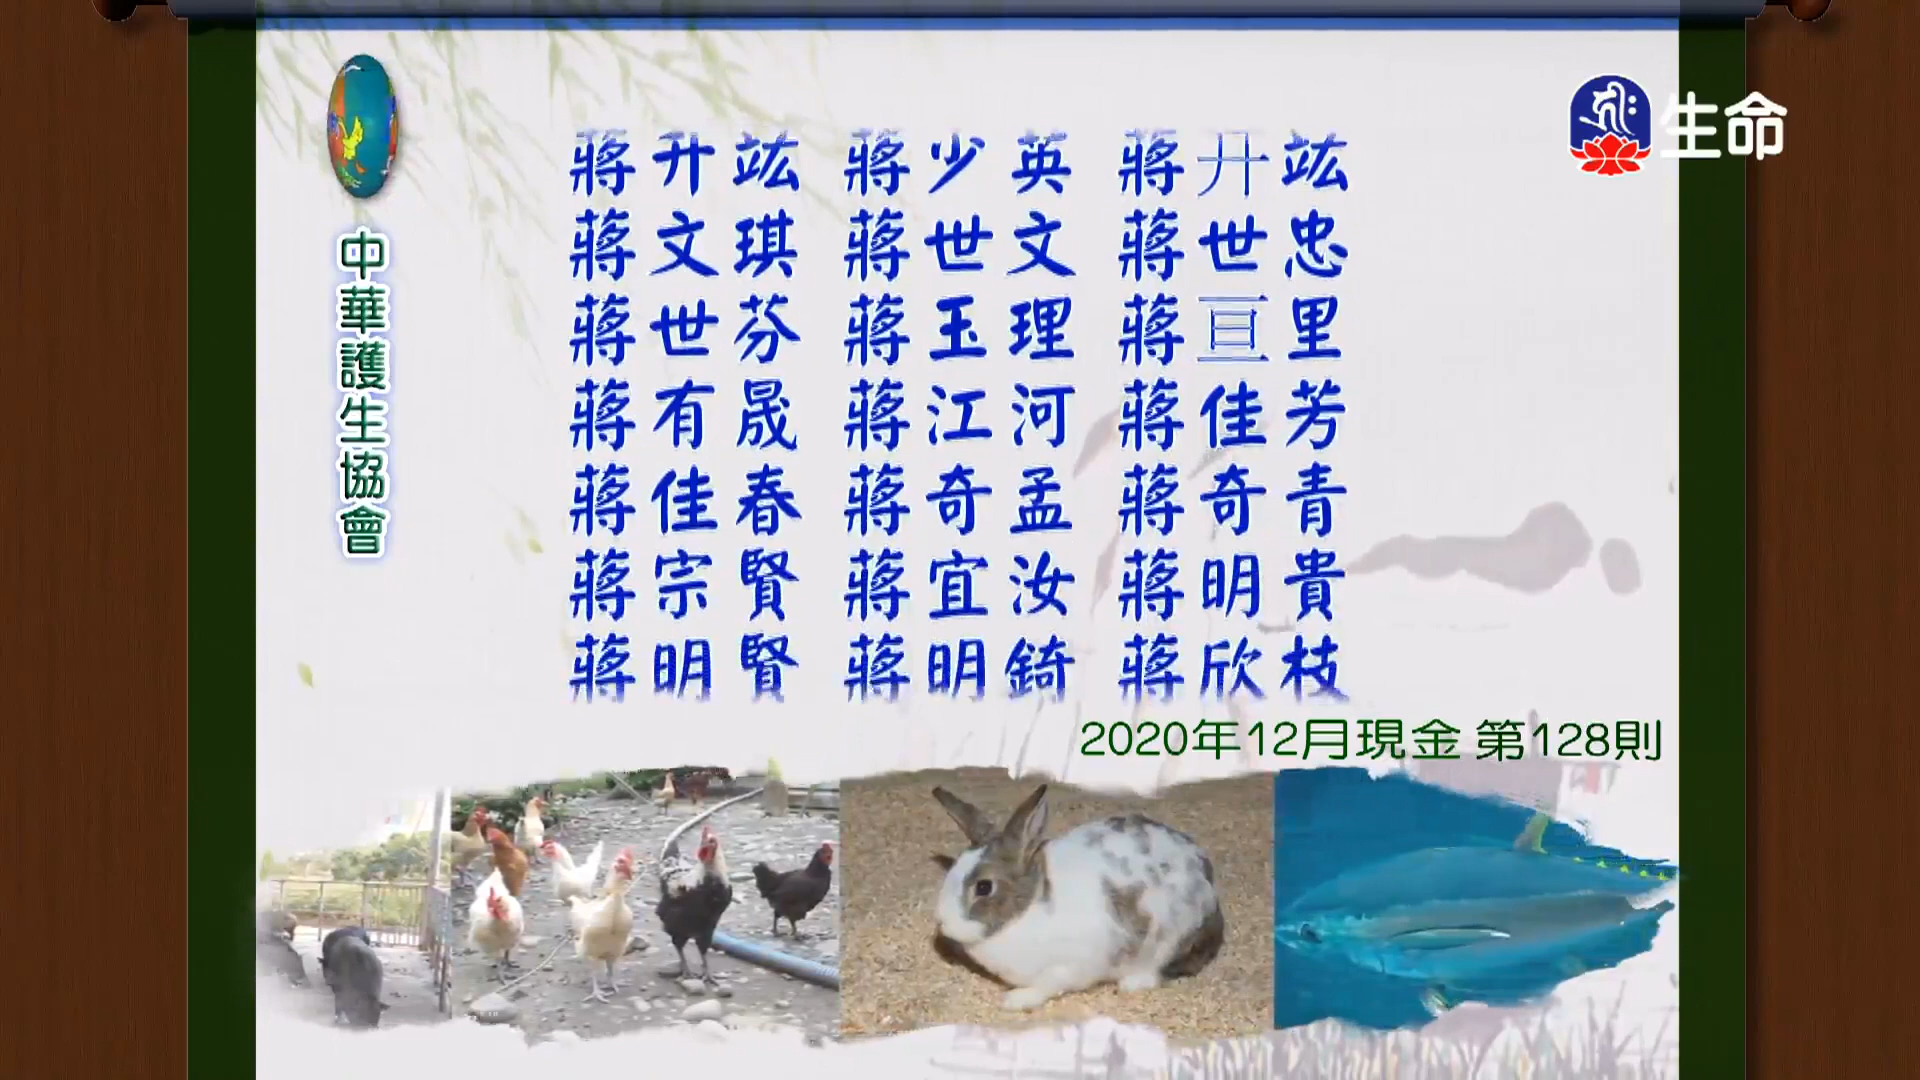 生命
中華護生協會
蔣升竑 蔣少英 蔣廾竑
蔣文琪 蔣世文 蔣世忠
蔣世芬 蔣玉理 蔣亘里
蔣有晟 蔣江河 蔣佳芳
蔣佳春 蔣奇孟 蔣奇青
蔣宗賢 蔣宜汝 蔣明貴
蔣明賢 蔣明錡 蔣欣枝
2020年12月現金 第128則